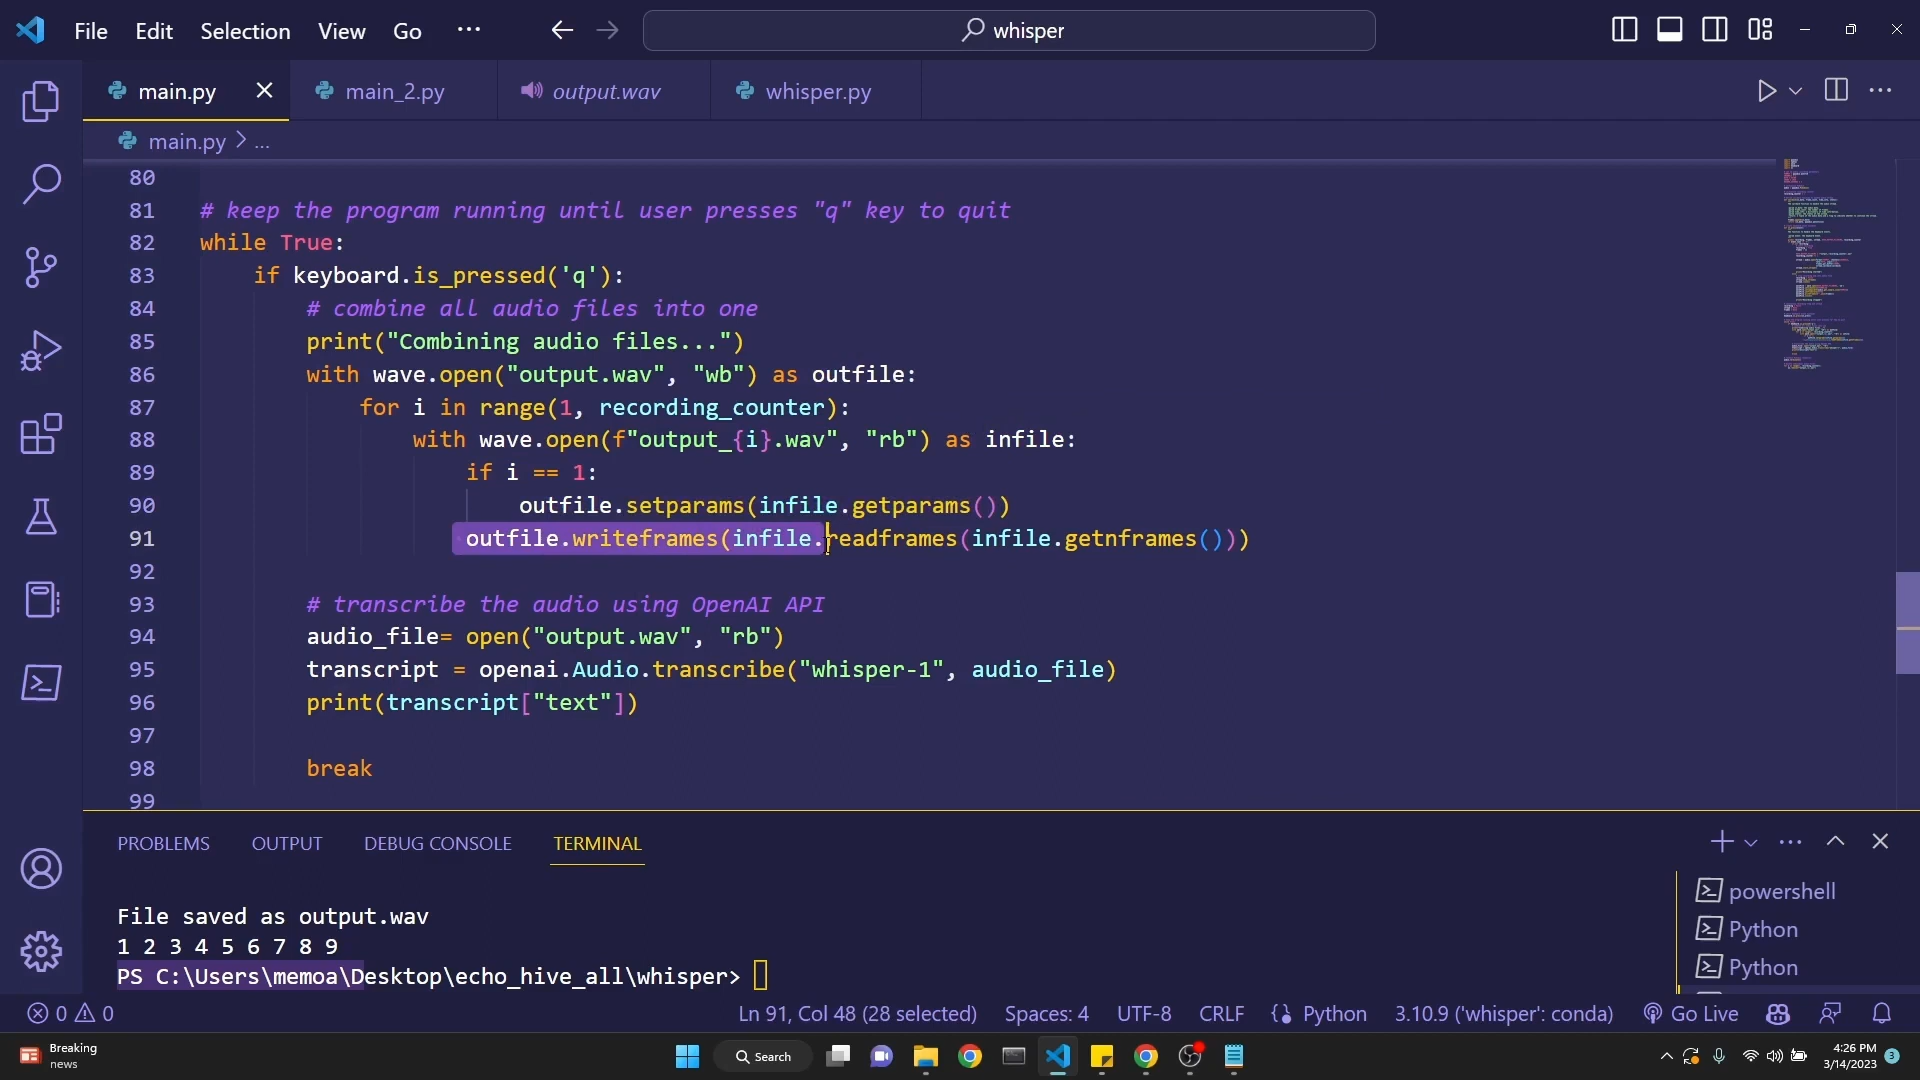 File Edit Selection View Go ··· whisper
main.py main_2.py output.wav whisper.py
main.py > ...
80
81 # keep the program running until user presses "q" key to quit
82 while True:
83 if keyboard.is_pressed('q'):
84 # combine all audio files into one
85 print("Combining audio files...")
86 with wave.open("output.wav", "wb") as outfile:
87 for i in range(1, recording_counter):
88 with wave.open(f"output_{i}.wav", "rb") as infile:
89 if i == 1:
90 outfile.setparams(infile.getparams())
91 outfile.writeframes(infile.readframes(infile.getnframes()))
92
93 # transcribe the audio using OpenAI API
94 audio_file= open("output.wav", "rb")
95 transcript = openai.Audio.transcribe("whisper-1", audio_file)
96 print(transcript["text"])
97
98 break
99
PROBLEMS OUTPUT DEBUG CONSOLE TERMINAL
File saved as output.wav
1 2 3 4 5 6 7 8 9
PS C:\Users\memoa\Desktop\echo_hive_all\whisper>
powershell
Python
Python
0 0 Ln 91, Col 48 (28 selected) Spaces: 4 UTF-8 CRLF Python 3.10.9 ('whisper': conda) Go Live
Breaking
news
Search
4:26 PM
3/14/2023
3